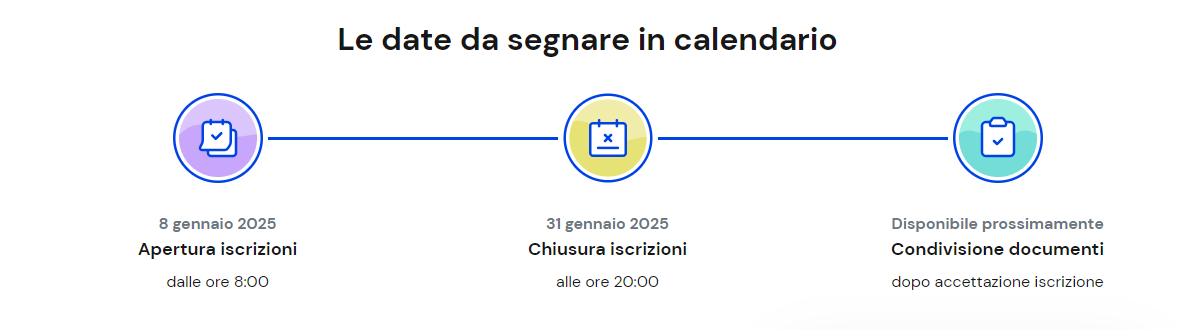 Le date da segnare in calendario
8 gennaio 2025
Apertura iscrizioni
dalle ore 8:00
31 gennaio 2025
Chiusura iscrizioni
alle ore 20:00
Disponibile prossimamente
Condivisione documenti
dopo accettazione iscrizione